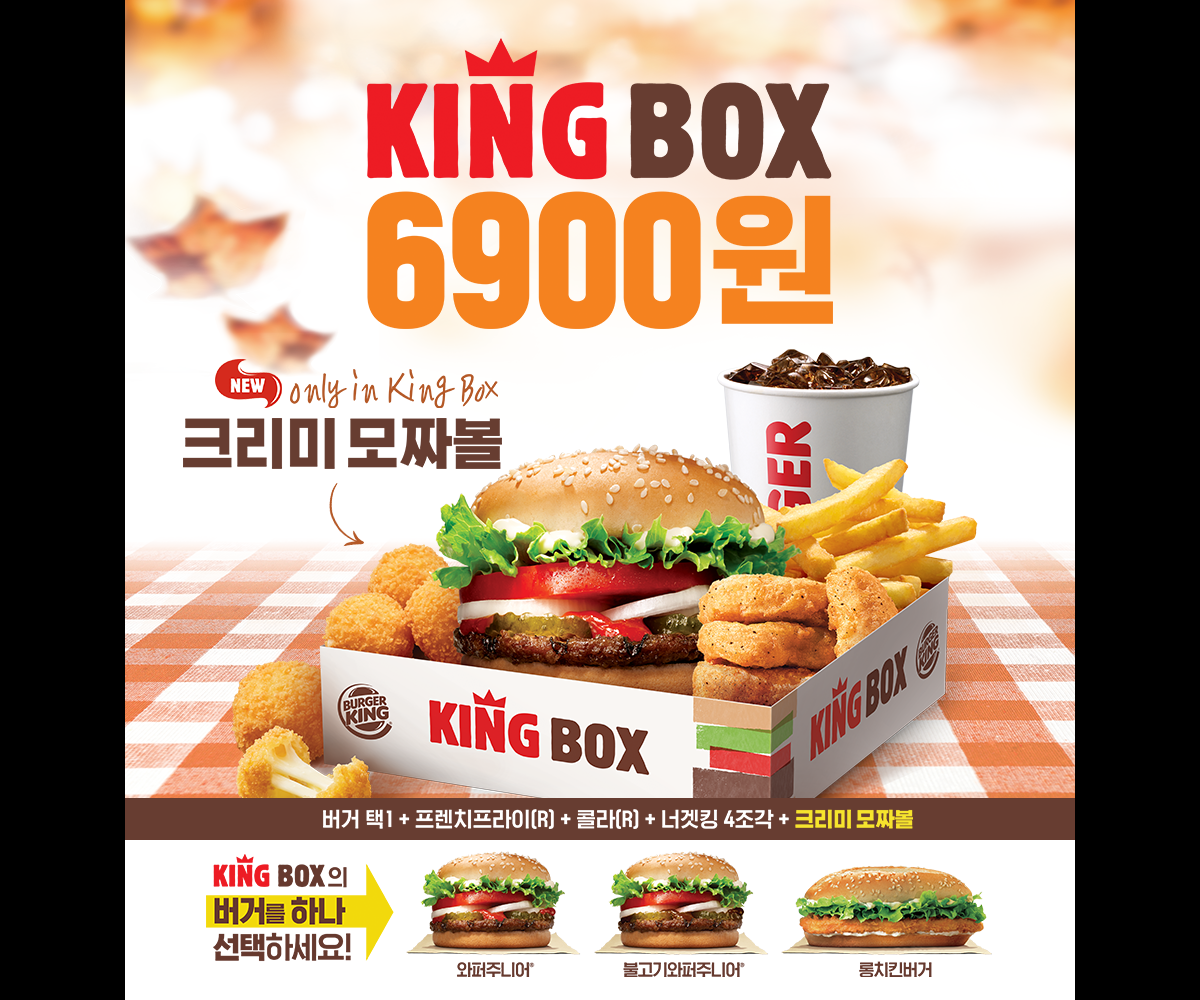 KING BOX
6900원
NEW only in King Box
크리미 모짜볼
GER
BURGER KING
KING BOX
KING BOX
BURGER KING
버거 택1 + 프렌치프라이(R) + 콜라(R) + 너겟킹 4조각 + 크리미 모짜볼
KING BOX의
버거를 하나
선택하세요!
와퍼주니어®
불고기와퍼주니어®
롱치킨버거